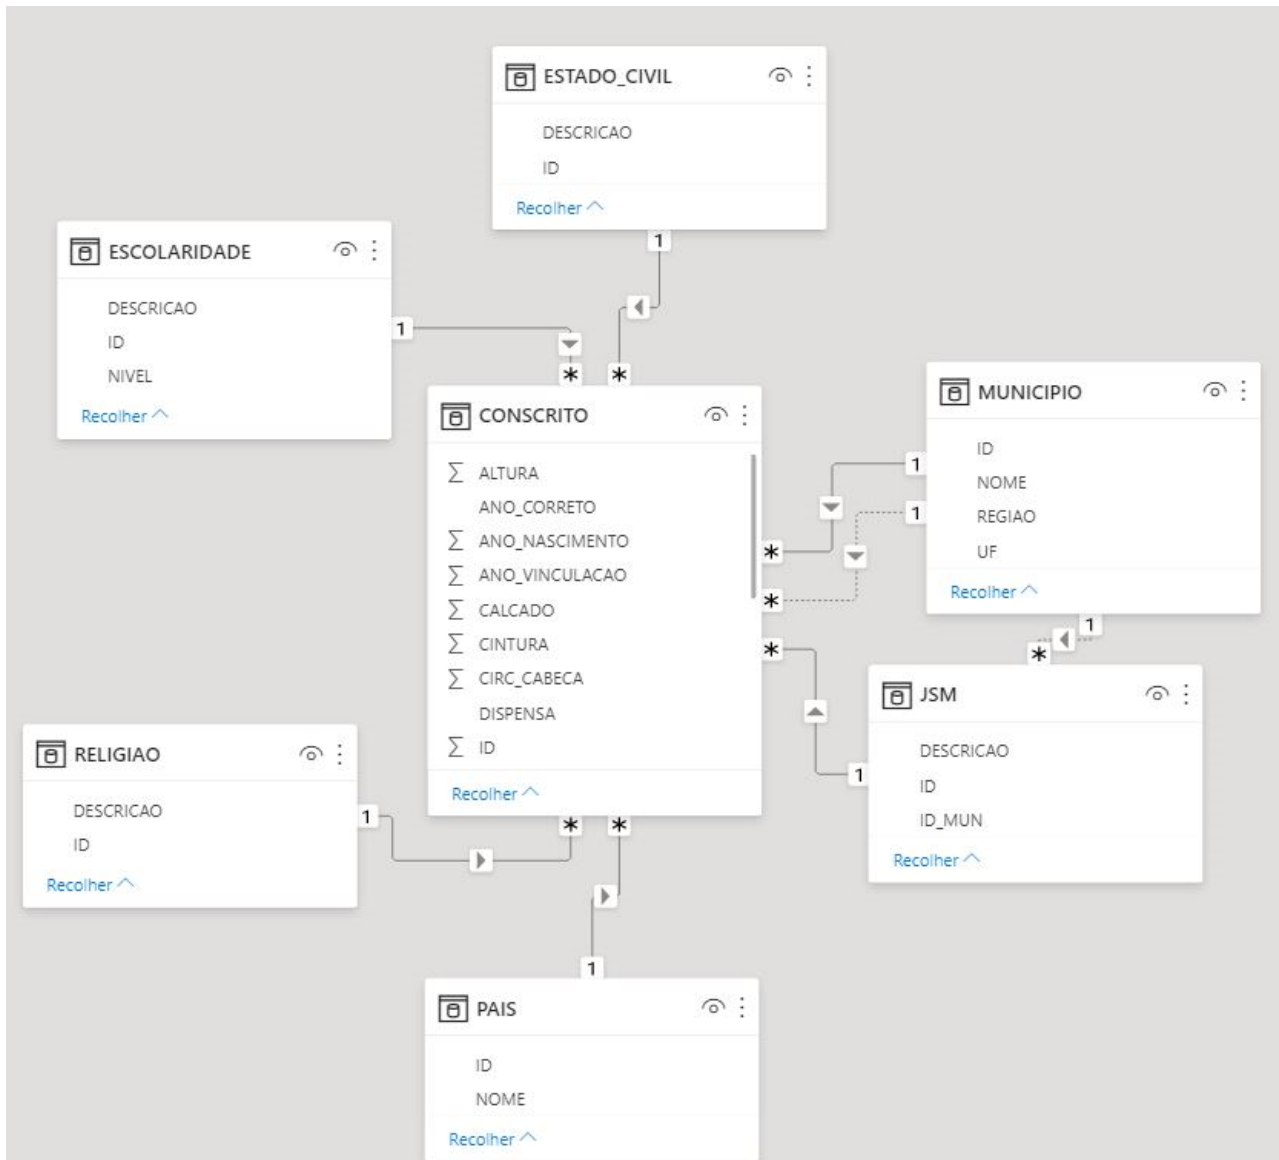 ESTADO_CIVIL
DESCRICAO
ID
Recolher
1
ESCOLARIDADE
DESCRICAO
ID
NIVEL
Recolher
1
*
*
CONSCRITO
∑ ALTURA
ANO_CORRETO
∑ ANO_NASCIMENTO
∑ ANO_VINCULACAO
∑ CALCADO
∑ CINTURA
∑ CIRC_CABECA
DISPENSA
∑ ID
Recolher
MUNICIPIO
ID
NOME
REGIAO
UF
Recolher
1
1
*
*
*
1
*
JSM
DESCRICAO
ID
ID_MUN
Recolher
1
RELIGIAO
DESCRICAO
ID
Recolher
1
*
*
1
PAIS
ID
NOME
Recolher